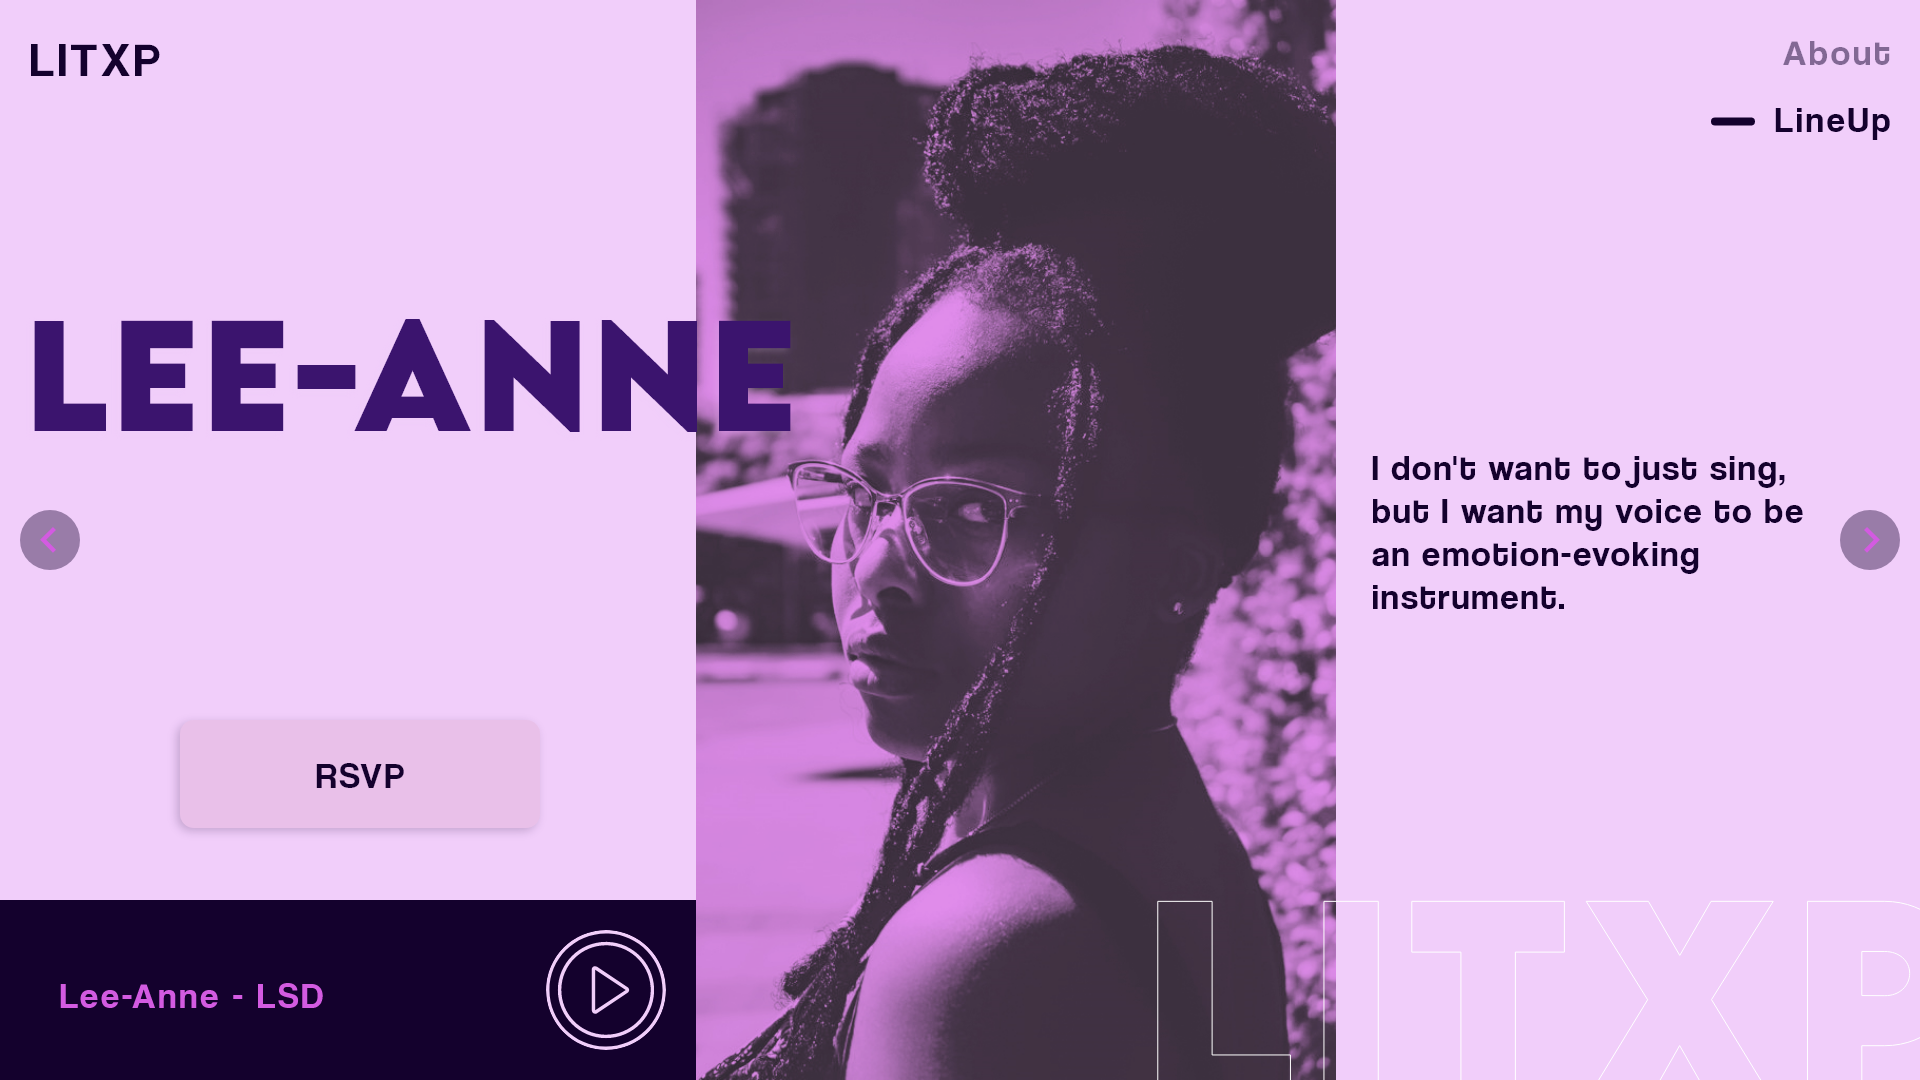 LITXP
About
LineUp
LEE-ANNE
I don't want to just sing,
but I want my voice to be
an emotion-evoking
instrument.
RSVP
Lee-Anne - LSD
LITXP